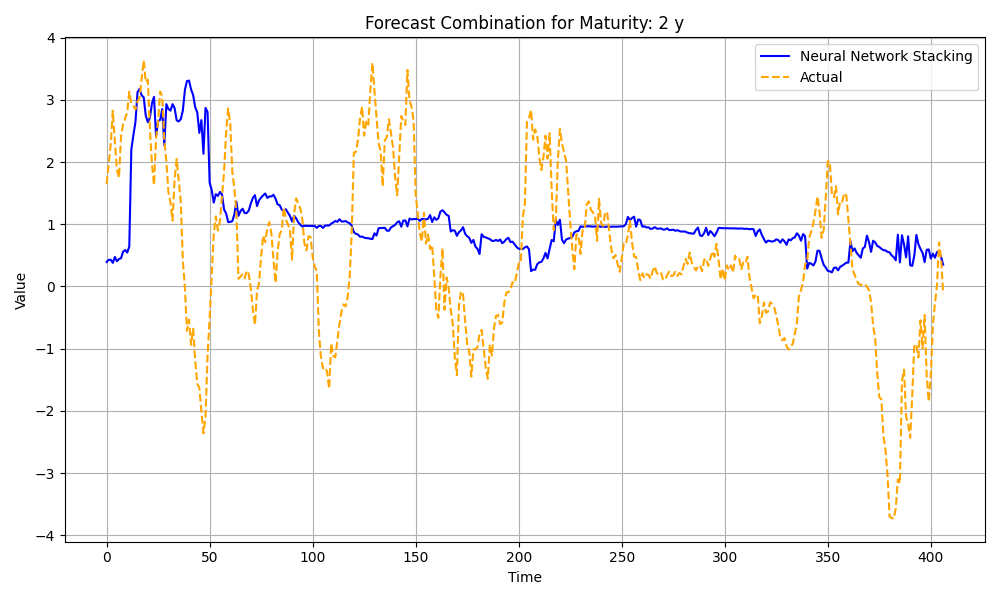 Forecast Combination for Maturity: 2 y
Neural Network Stacking
Actual
Value
4
3
2
1
0
−1
−2
−3
−4
0 50 100 150 200 250 300 350 400
Time